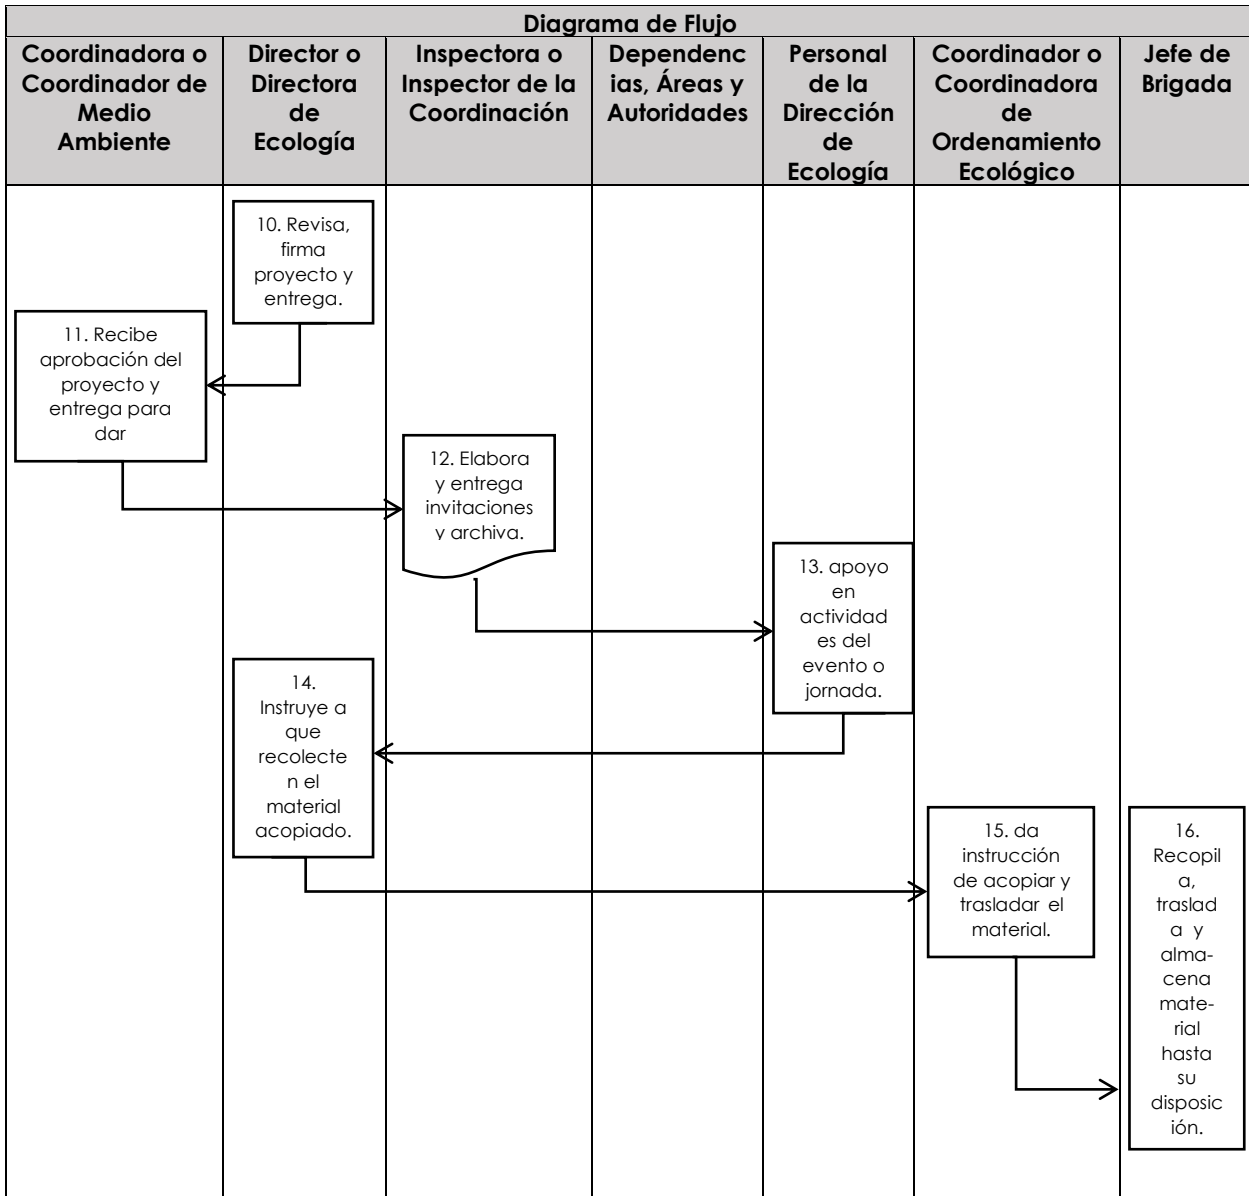 Diagrama de Flujo
Coordinadora o
Coordinador de
Medio
Ambiente
Director o
Directora
de
Ecología
Inspectora o
Inspector de la
Coordinación
Dependenc
ias, Áreas y
Autoridades
Personal
de la
Dirección
de
Ecología
Coordinador o
Coordinadora
de
Ordenamiento
Ecológico
Jefe de
Brigada
10. Revisa,
firma
proyecto y
entrega.
11. Recibe
aprobación del
proyecto y
entrega para
dar
12. Elabora
y entrega
invitaciones
y archiva.
13. apoyo
en
actividad
es del
evento o
jornada.
14.
Instruye a
que
recolecte
n el
material
acopiado.
15. da
instrucción
de acopiar y
trasladar el
material.
16.
Recopil
a,
traslad
a y
alma-
cena
mate-
rial
hasta
su
disposic
ión.